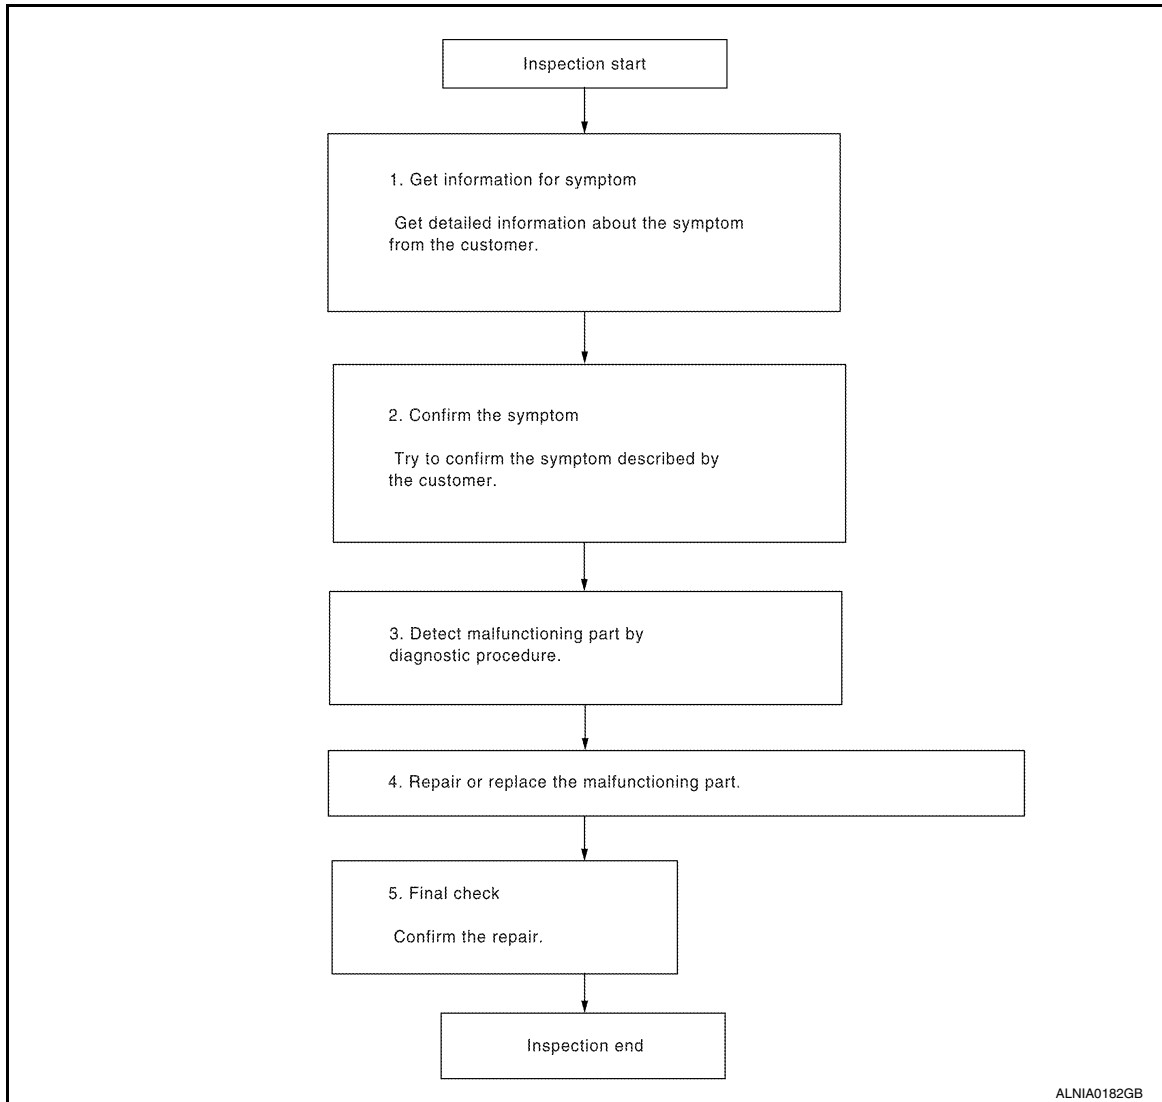 Inspection start
1. Get information for symptom
Get detailed information about the symptom
from the customer.
2. Confirm the symptom
Try to confirm the symptom described by
the customer.
3. Detect malfunctioning part by
diagnostic procedure.
4. Repair or replace the malfunctioning part.
5. Final check
Confirm the repair.
Inspection end
ALNIA0182GB